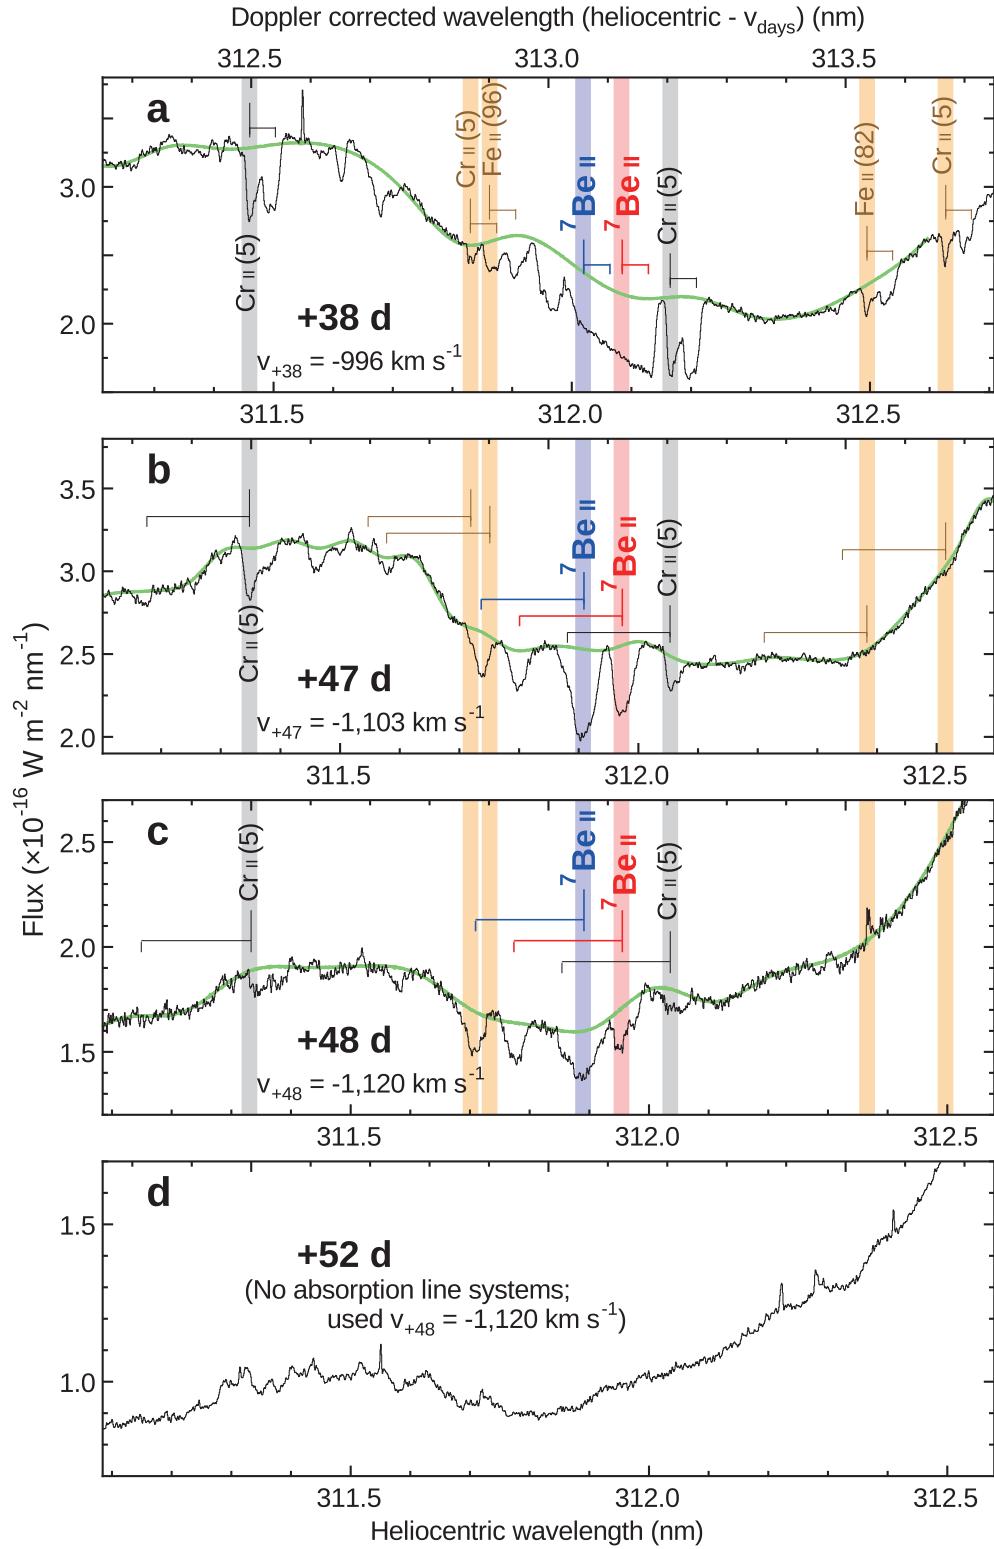 Doppler corrected wavelength (heliocentric - v_days) (nm)
312.5 313.0 313.5
a
Cr II (5)
Cr II (5)
Fe II (96)
⁷Be II
⁷Be II
Cr II (5)
Fe II (82)
Cr II (5)
3.0
2.0
+38 d
v₊₃₈ = -996 km s⁻¹
311.5 312.0 312.5
b
3.5
3.0
2.5
2.0
Cr II (5)
⁷Be II
⁷Be II
Cr II (5)
+47 d
v₊₄₇ = -1,103 km s⁻¹
311.5 312.0 312.5
Flux (×10⁻¹⁶ W m⁻² nm⁻¹)
c
2.5
2.0
1.5
Cr II (5)
⁷Be II
⁷Be II
Cr II (5)
+48 d
v₊₄₈ = -1,120 km s⁻¹
311.5 312.0 312.5
d
1.5
1.0
+52 d
(No absorption line systems;
used v₊₄₈ = -1,120 km s⁻¹)
311.5 312.0 312.5
Heliocentric wavelength (nm)